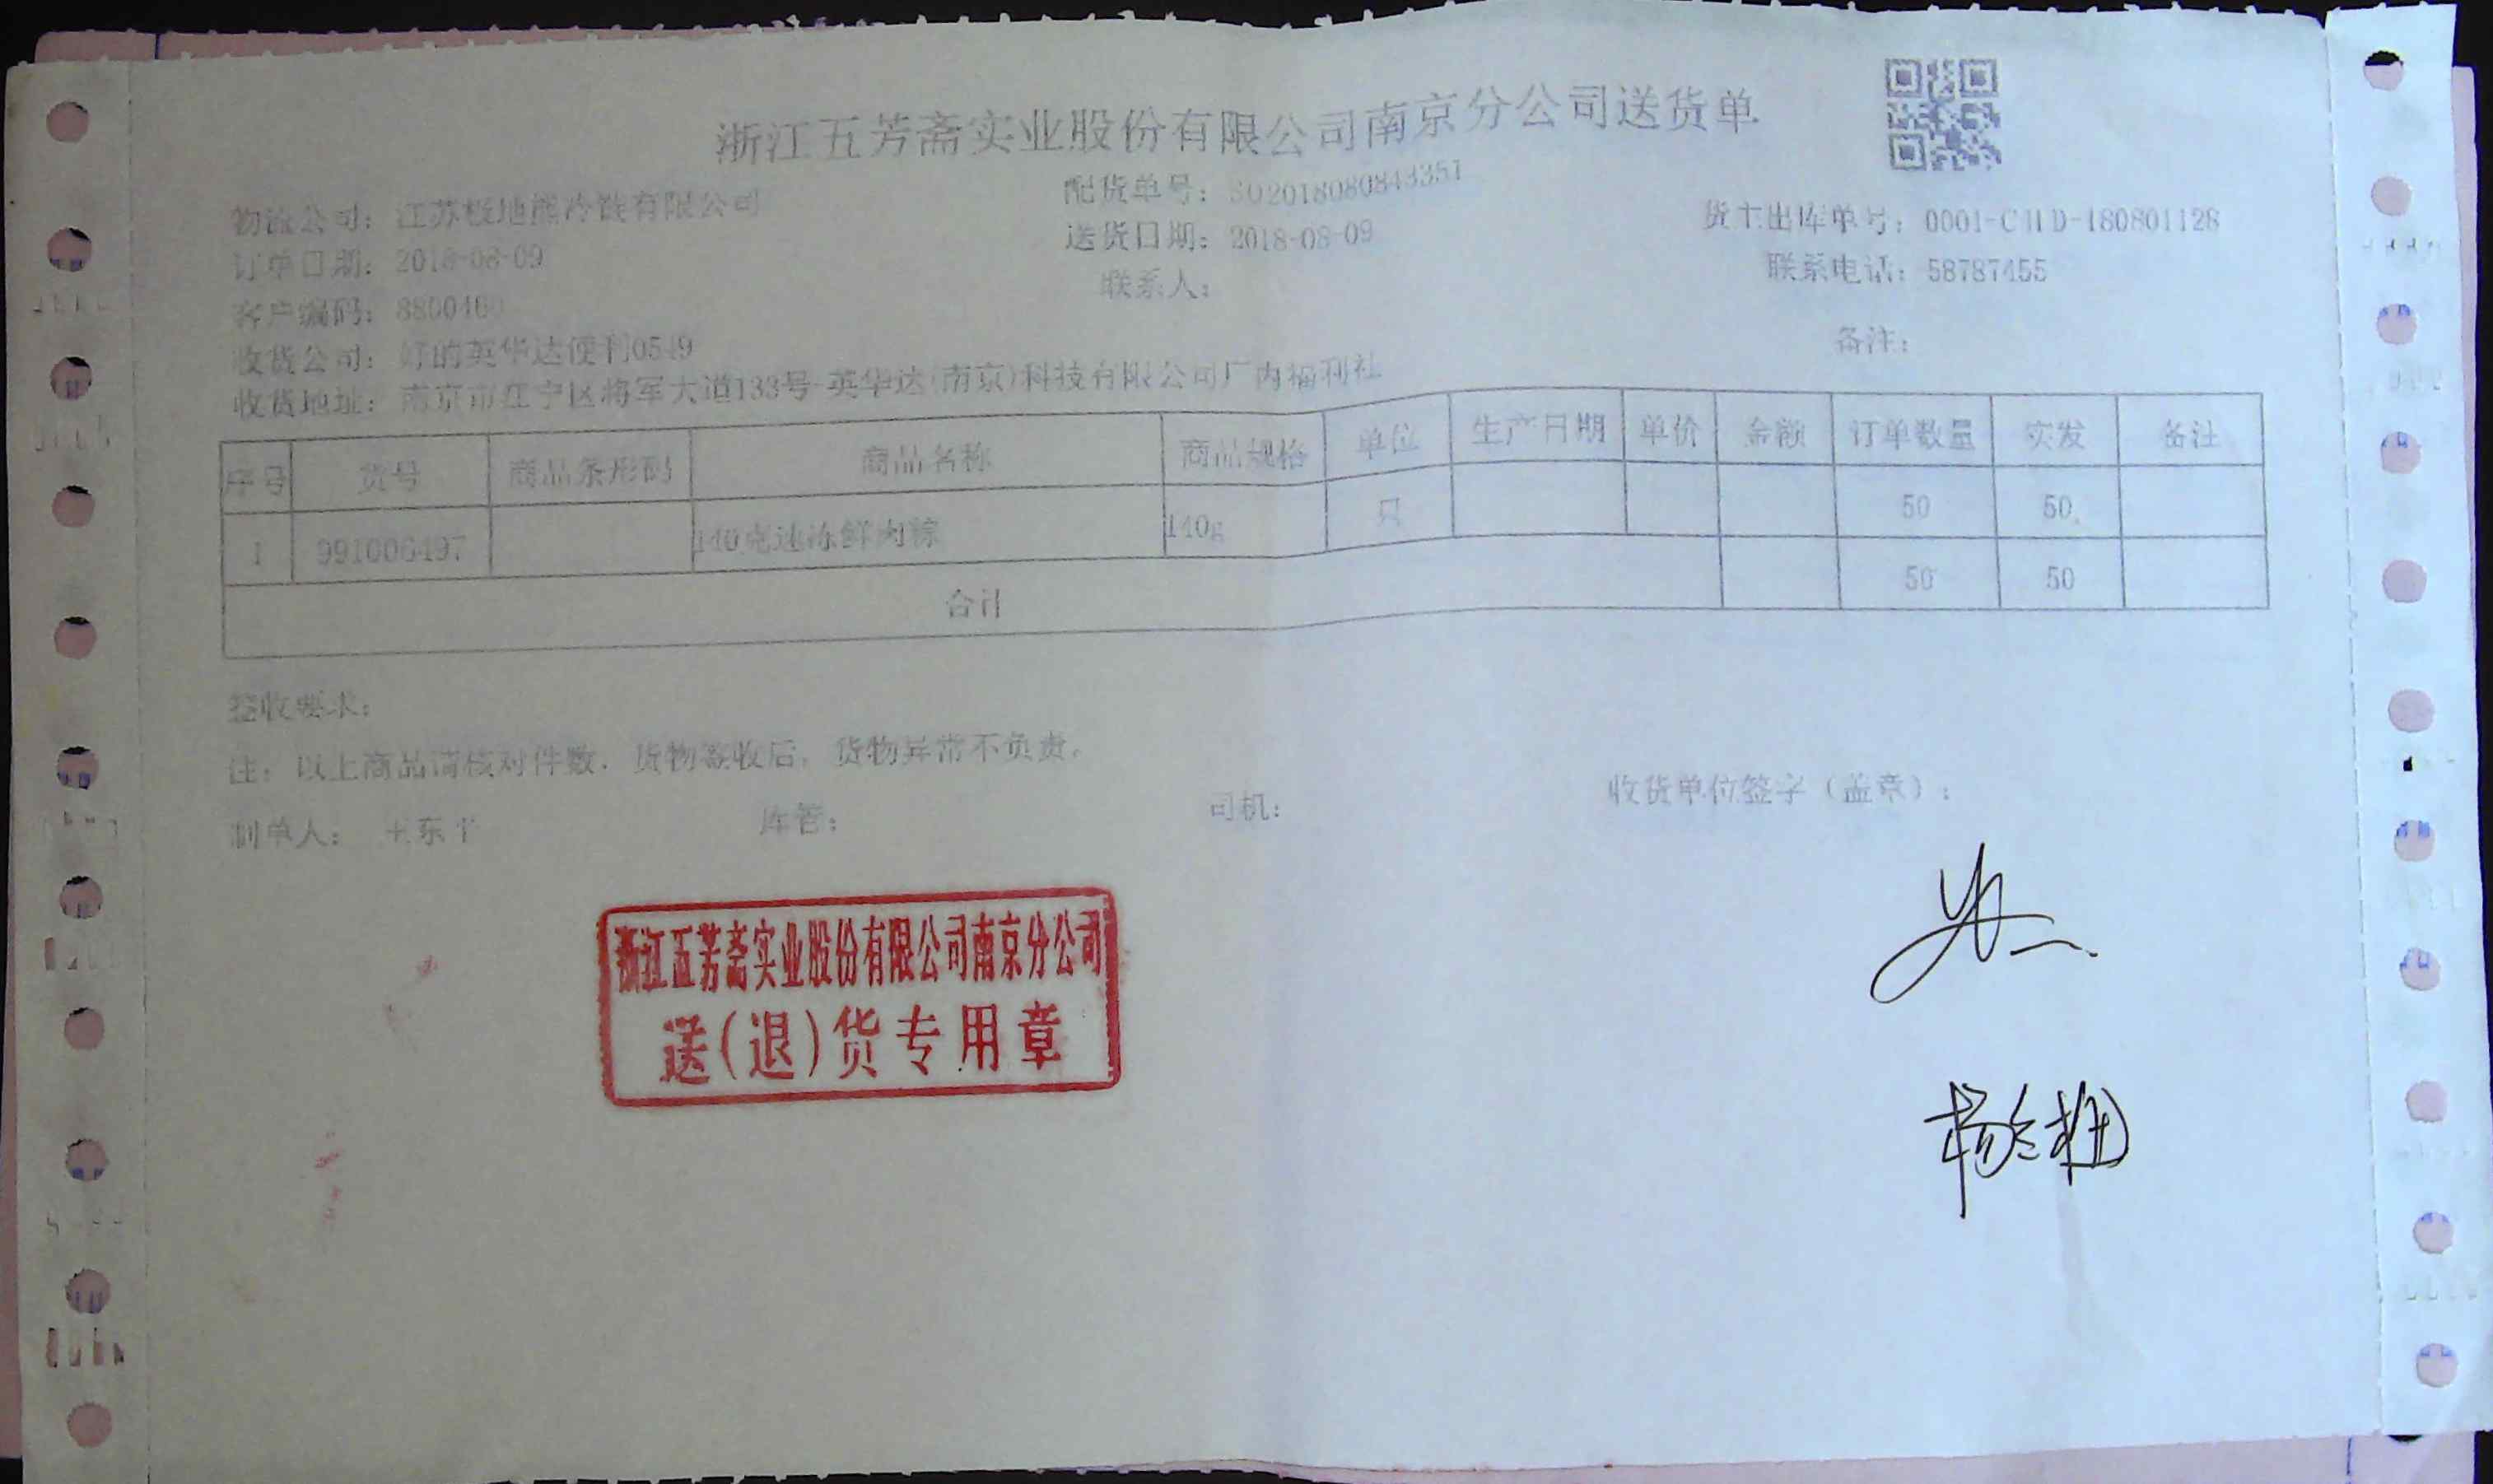 浙江五芳斋实业股份有限公司南京分公司送货单
物流公司：江苏极地熊冷链有限公司
配货单号：SO2018080843351
货主出库单号：0001-CHD-180801128
订单日期：2018-08-09
送货日期：2018-08-09
联系电话：58787455
客户编码：8800460
联系人：
收货公司：好的英华达便利0549
备注：
收货地址：南京市江宁区将军大道133号-英华达(南京)科技有限公司厂内福利社
序号 货号 商品条形码 商品名称 商品规格 单位 生产日期 单价 金额 订单数量 实发 备注
1 991006497 140克速冻鲜肉粽 140g 只 50 50
合计 50 50
签收要求：
注：以上商品请核对件数，货物签收后，货物异常不负责。
制单人： 库管： 司机： 收货单位签字（盖章）：
浙江五芳斋实业股份有限公司南京分公司
送(退)货专用章